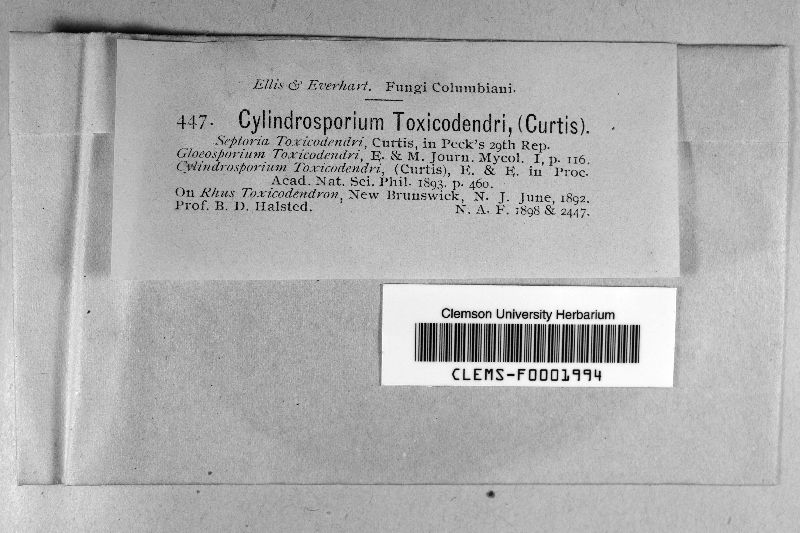 Ellis & Everhart. Fungi Columbiani.
447. Cylindrosporium Toxicodendri, (Curtis).
Septoria Toxicodendri, Curtis, in Peck's 29th Rep.
Gloeosporium Toxicodendri, E. & M. Journ. Mycol. I, p. 116.
Cylindrosporium Toxicodendri, (Curtis), E. & E. in Proc.
Acad. Nat. Sci. Phil. 1893. p. 460.
On Rhus Toxicodendron, New Brunswick, N. J. June, 1892.
Prof. B. D. Halsted. N. A. F. 1898 & 2447.
Clemson University Herbarium
CLEMS-F0001994